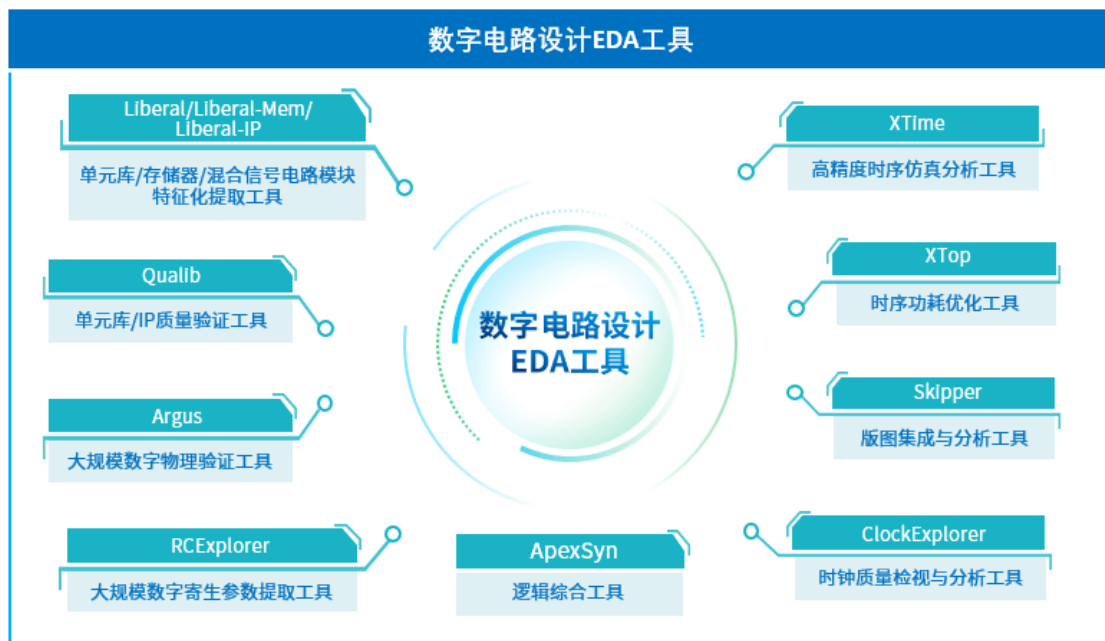 数字电路设计EDA工具
Liberal/Liberal-Mem/
Liberal-IP
单元库/存储器/混合信号电路模块
特征化提取工具
XTime
高精度时序仿真分析工具
Qualib
单元库/IP质量验证工具
XTop
时序功耗优化工具
数字电路设计
EDA工具
Argus
大规模数字物理验证工具
Skipper
版图集成与分析工具
RCExplorer
大规模数字寄生参数提取工具
ApexSyn
逻辑综合工具
ClockExplorer
时钟质量检视与分析工具